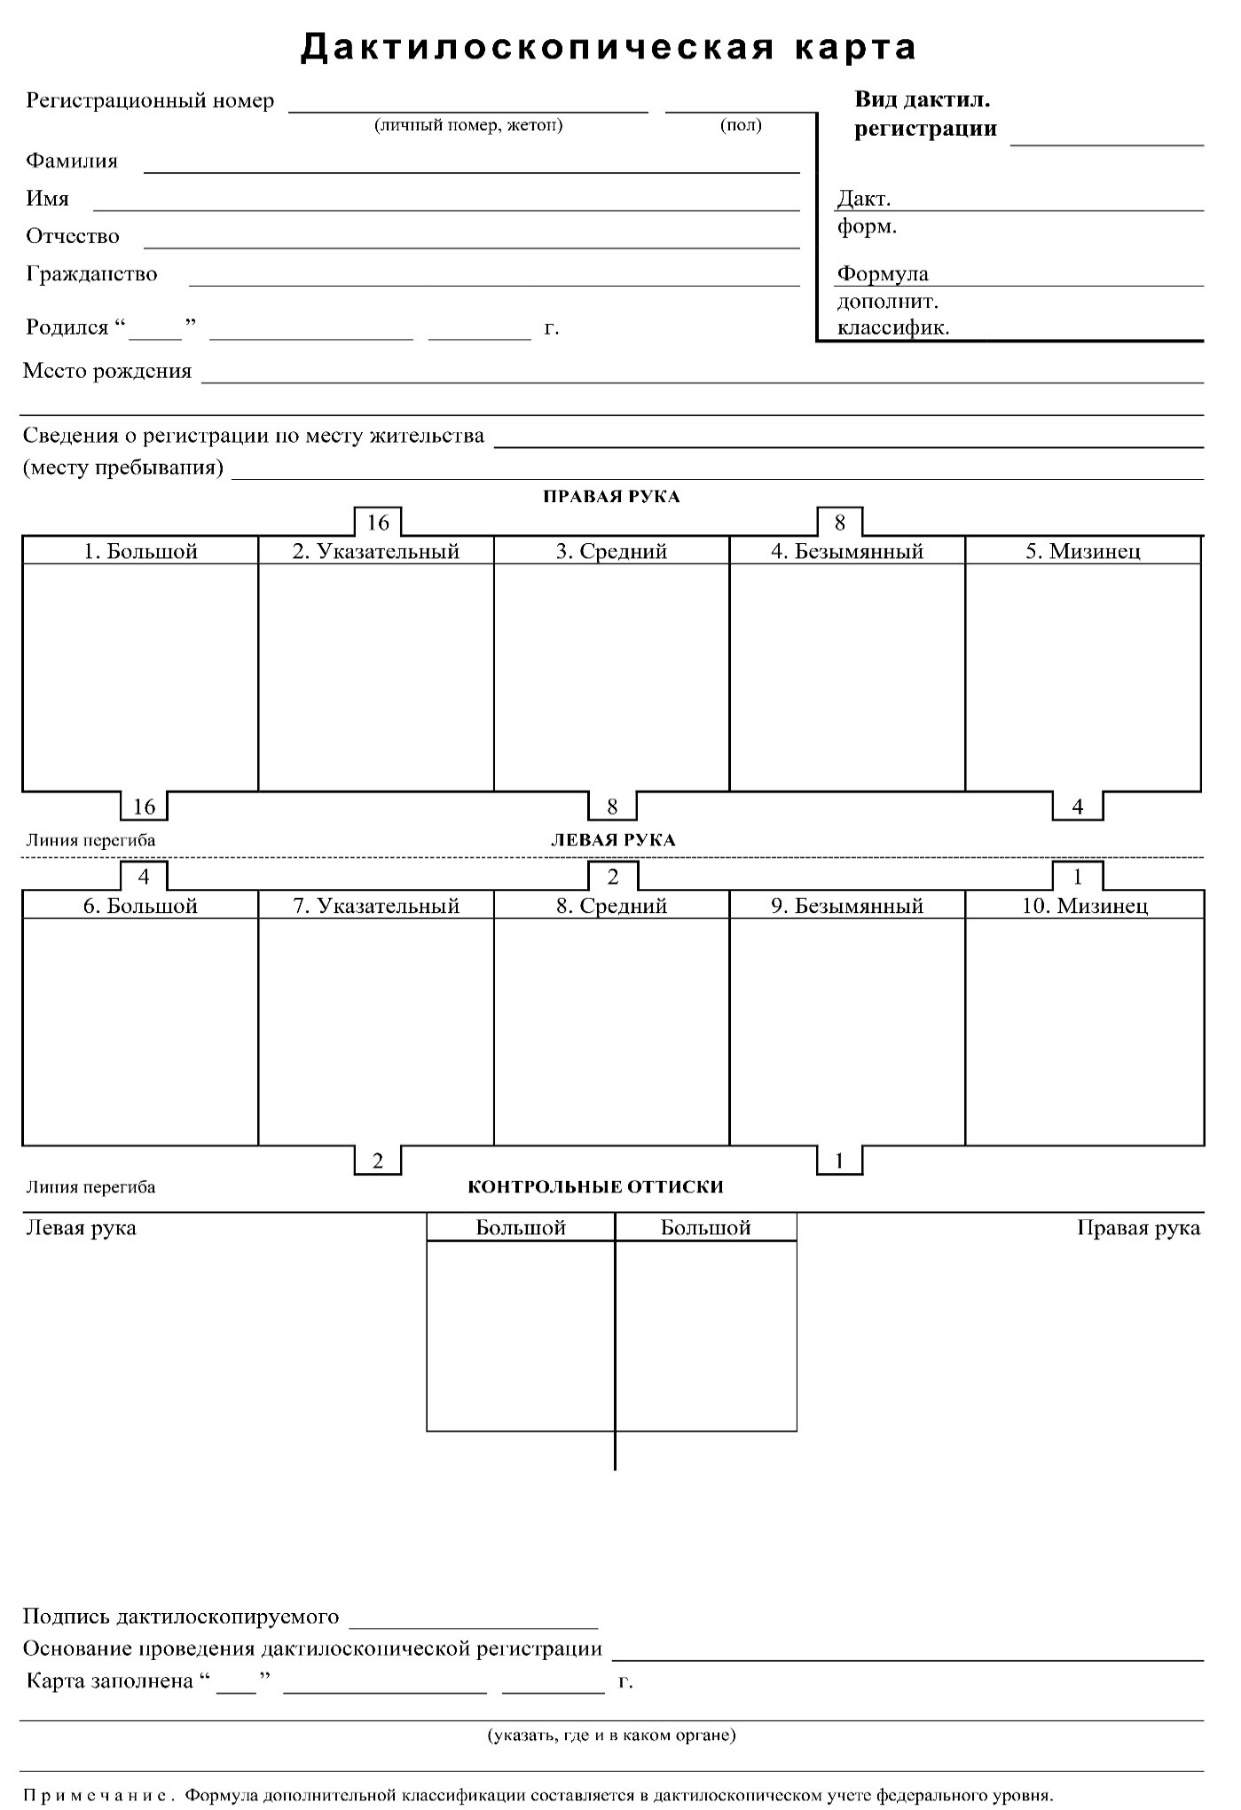 Дактилоскопическая карта
Регистрационный номер
(личный номер, жетон) (пол)
Вид дактил.
регистрации
Фамилия
Имя
Дакт.
форм.
Отчество
Гражданство
Формула
дополнит.
классифик.
Родился “____” г.
Место рождения
Сведения о регистрации по месту жительства
(месту пребывания)
ПРАВАЯ РУКА
16 8
1. Большой 2. Указательный 3. Средний 4. Безымянный 5. Мизинец
16 8 4
Линия перегиба ЛЕВАЯ РУКА
4 2 1
6. Большой 7. Указательный 8. Средний 9. Безымянный 10. Мизинец
2 1
Линия перегиба КОНТРОЛЬНЫЕ ОТТИСКИ
Левая рука Большой Большой Правая рука
Подпись дактилоскопируемого
Основание проведения дактилоскопической регистрации
Карта заполнена “___” г.
(указать, где и в каком органе)
Примечание. Формула дополнительной классификации составляется в дактилоскопическом учете федерального уровня.